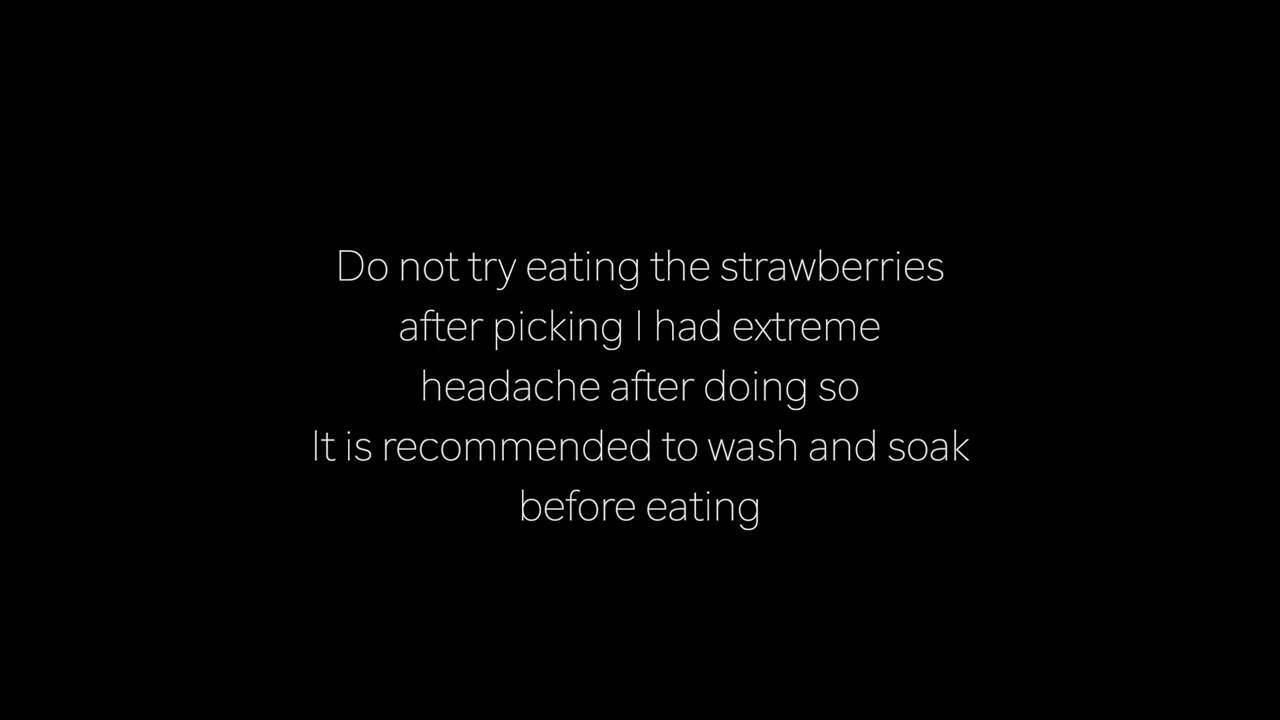 Do not try eating the strawberries
after picking I had extreme
headache after doing so
It is recommended to wash and soak
before eating